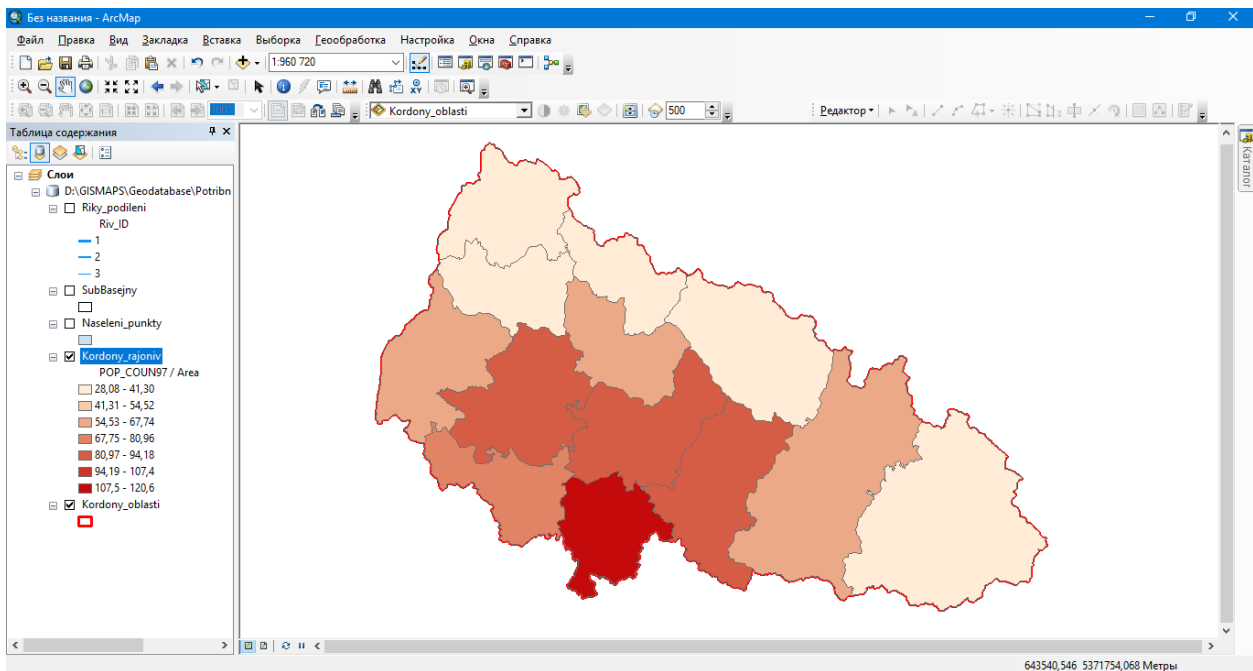 Без названия - ArcMap
Файл Правка Вид Закладка Вставка Выборка Геообработка Настройка Окна Справка
1:960 720
Kordony_oblasti 500 Редактор
Таблица содержания
Слои
D:\GISMAPS\Geodatabase\Potribn
Riky_podileni
Riv_ID
1
2
3
SubBasejny
Naseleni_punkty
Kordony_rajoniv
POP_COUN97 / Area
28,08 - 41,30
41,31 - 54,52
54,53 - 67,74
67,75 - 80,96
80,97 - 94,18
94,19 - 107,4
107,5 - 120,6
Kordony_oblasti
Каталог
643540,546 5371754,068 Метры